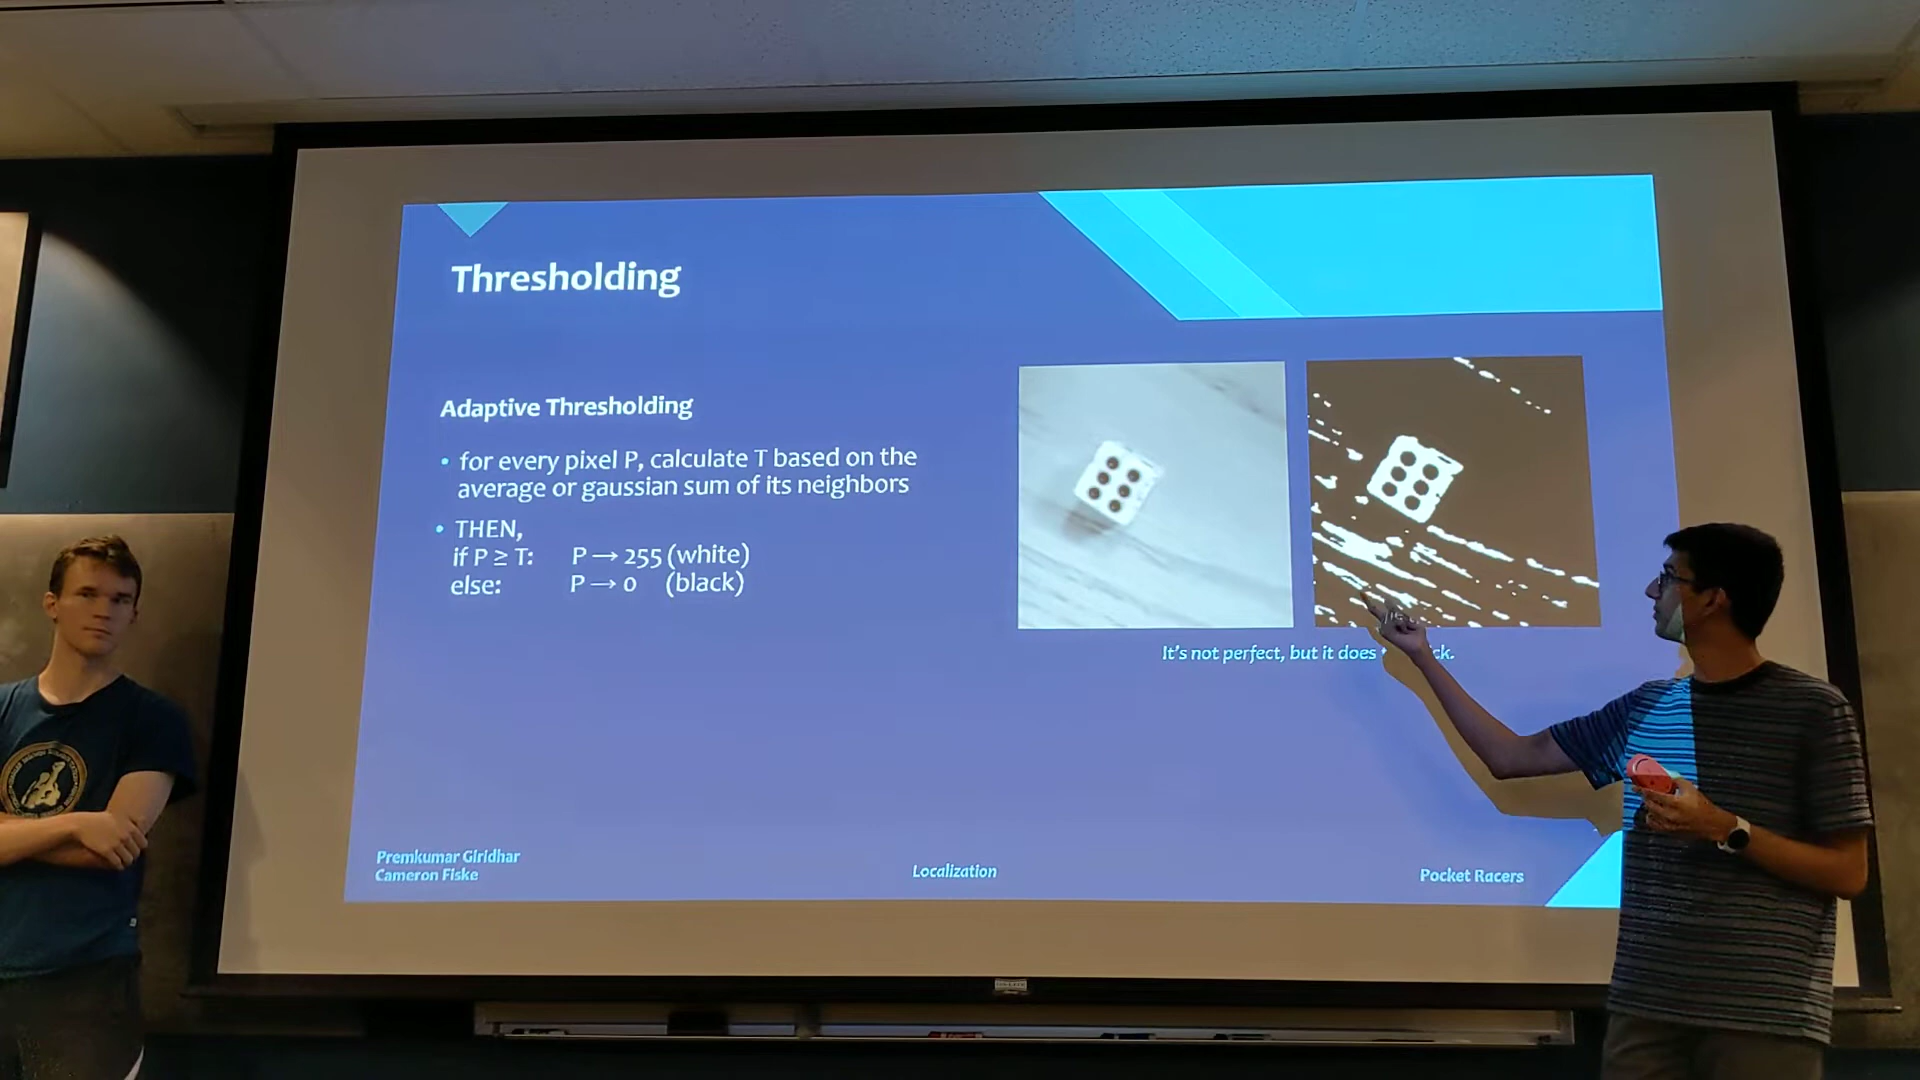 Thresholding
Adaptive Thresholding
• for every pixel P, calculate T based on the
average or gaussian sum of its neighbors
• THEN,
if P ≥ T: P → 255 (white)
else: P → 0 (black)
It's not perfect, but it does
Premkumar Giridhar
Cameron Fiske
Localization
Pocket Racers